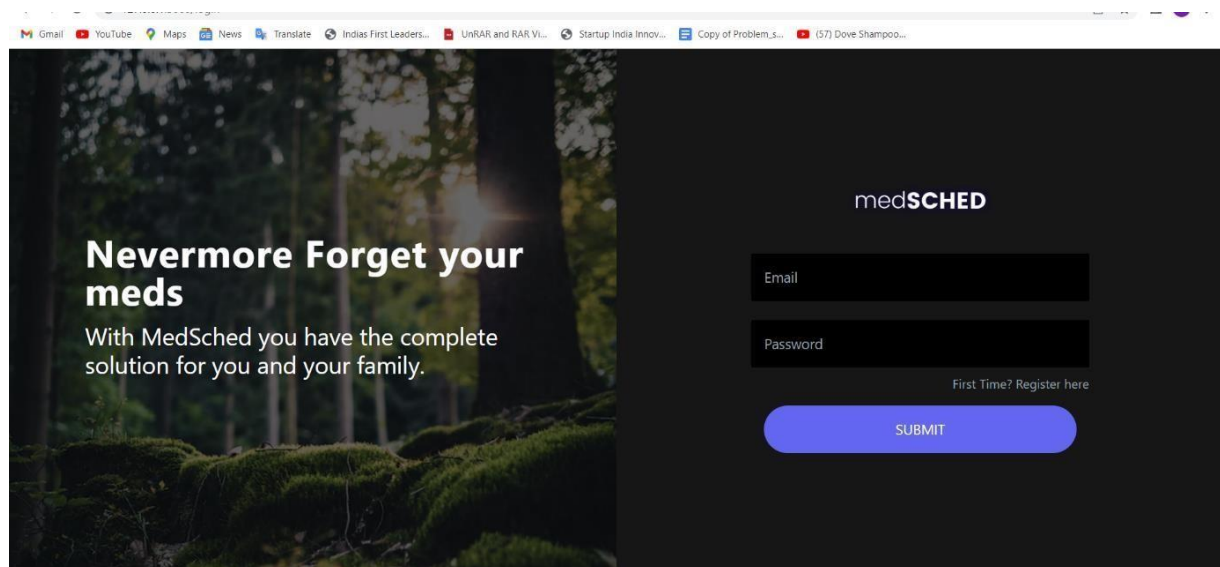 Gmail YouTube Maps News Translate Indias First Leaders... UnRAR and RAR Vi... Startup India Innov... Copy of Problem_s... (57) Dove Shampoo...
Nevermore Forget your
meds
With MedSched you have the complete
solution for you and your family.
medSCHED
Email
Password
First Time? Register here
SUBMIT